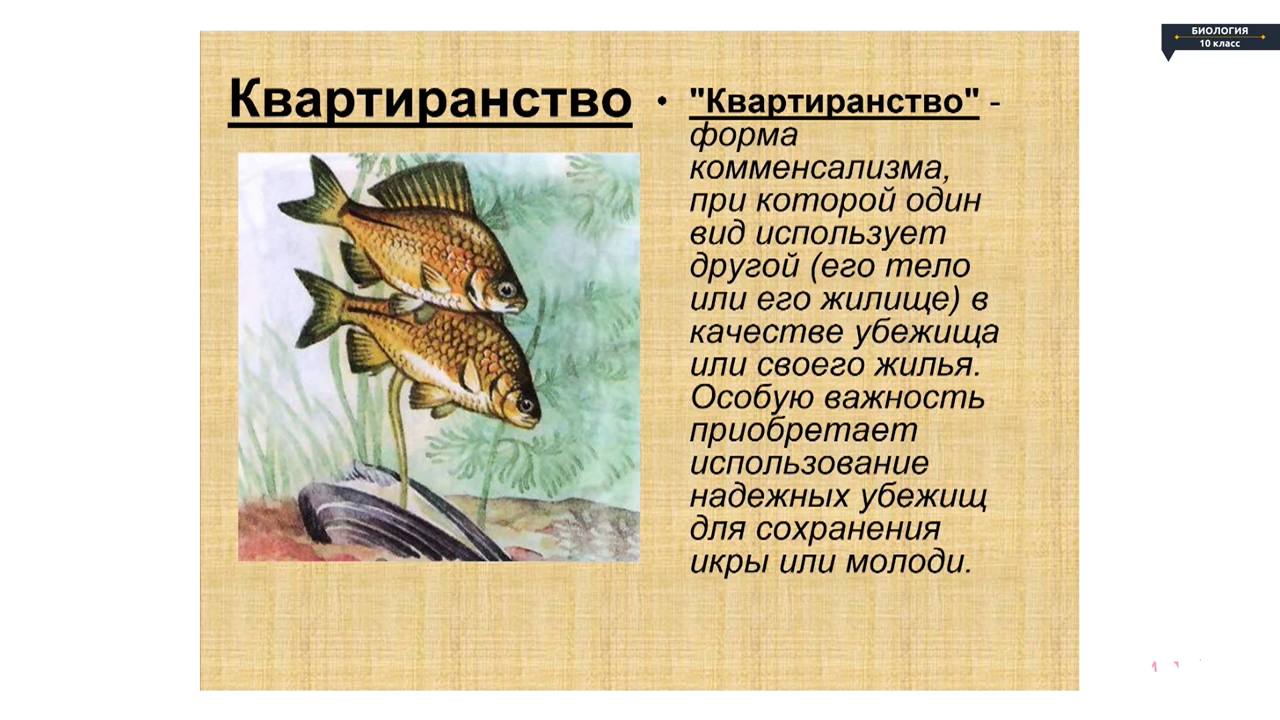 БИОЛОГИЯ
10 класс
Квартиранство
• "Квартиранство" -
форма
комменсализма,
при которой один
вид использует
другой (его тело
или его жилище) в
качестве убежища
или своего жилья.
Особую важность
приобретает
использование
надежных убежищ
для сохранения
икры или молоди.